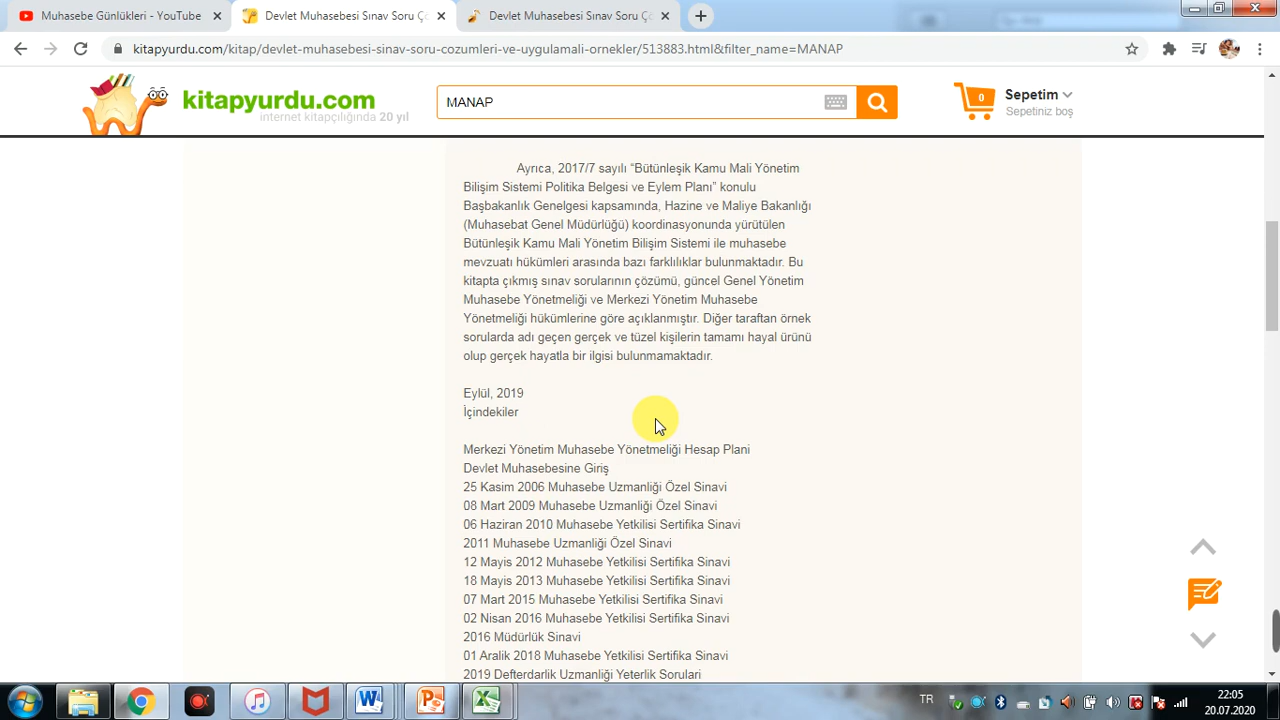 Muhasebe Günlükleri - YouTube
Devlet Muhasebesi Sınav Soru Ç
Devlet Muhasebesi Sınav Soru Ç
kitapyurdu.com/kitap/devlet-muhasebesi-sinav-soru-cozumleri-ve-uygulamali-ornekler/513883.html&filter_name=MANAP
kitapyurdu.com
internet kitapçılığında 20 yıl
MANAP
0
Sepetim
Sepetiniz boş
Ayrıca, 2017/7 sayılı “Bütünleşik Kamu Mali Yönetim
Bilişim Sistemi Politika Belgesi ve Eylem Planı” konulu
Başbakanlık Genelgesi kapsamında, Hazine ve Maliye Bakanlığı
(Muhasebat Genel Müdürlüğü) koordinasyonunda yürütülen
Bütünleşik Kamu Mali Yönetim Bilişim Sistemi ile muhasebe
mevzuatı hükümleri arasında bazı farklılıklar bulunmaktadır. Bu
kitapta çıkmış sınav sorularının çözümü, güncel Genel Yönetim
Muhasebe Yönetmeliği ve Merkezi Yönetim Muhasebe
Yönetmeliği hükümlerine göre açıklanmıştır. Diğer taraftan örnek
sorularda adı geçen gerçek ve tüzel kişilerin tamamı hayal ürünü
olup gerçek hayatla bir ilgisi bulunmamaktadır.
Eylül, 2019
İçindekiler
Merkezi Yönetim Muhasebe Yönetmeliği Hesap Plani
Devlet Muhasebesine Giriş
25 Kasim 2006 Muhasebe Uzmanliği Özel Sinavi
08 Mart 2009 Muhasebe Uzmanliği Özel Sinavi
06 Haziran 2010 Muhasebe Yetkilisi Sertifika Sinavi
2011 Muhasebe Uzmanliği Özel Sinavi
12 Mayis 2012 Muhasebe Yetkilisi Sertifika Sinavi
18 Mayis 2013 Muhasebe Yetkilisi Sertifika Sinavi
07 Mart 2015 Muhasebe Yetkilisi Sertifika Sinavi
02 Nisan 2016 Muhasebe Yetkilisi Sertifika Sinavi
2016 Müdürlük Sinavi
01 Aralik 2018 Muhasebe Yetkilisi Sertifika Sinavi
2019 Defterdarlik Uzmanliği Yeterlik Sorulari
TR
22:05
20.07.2020